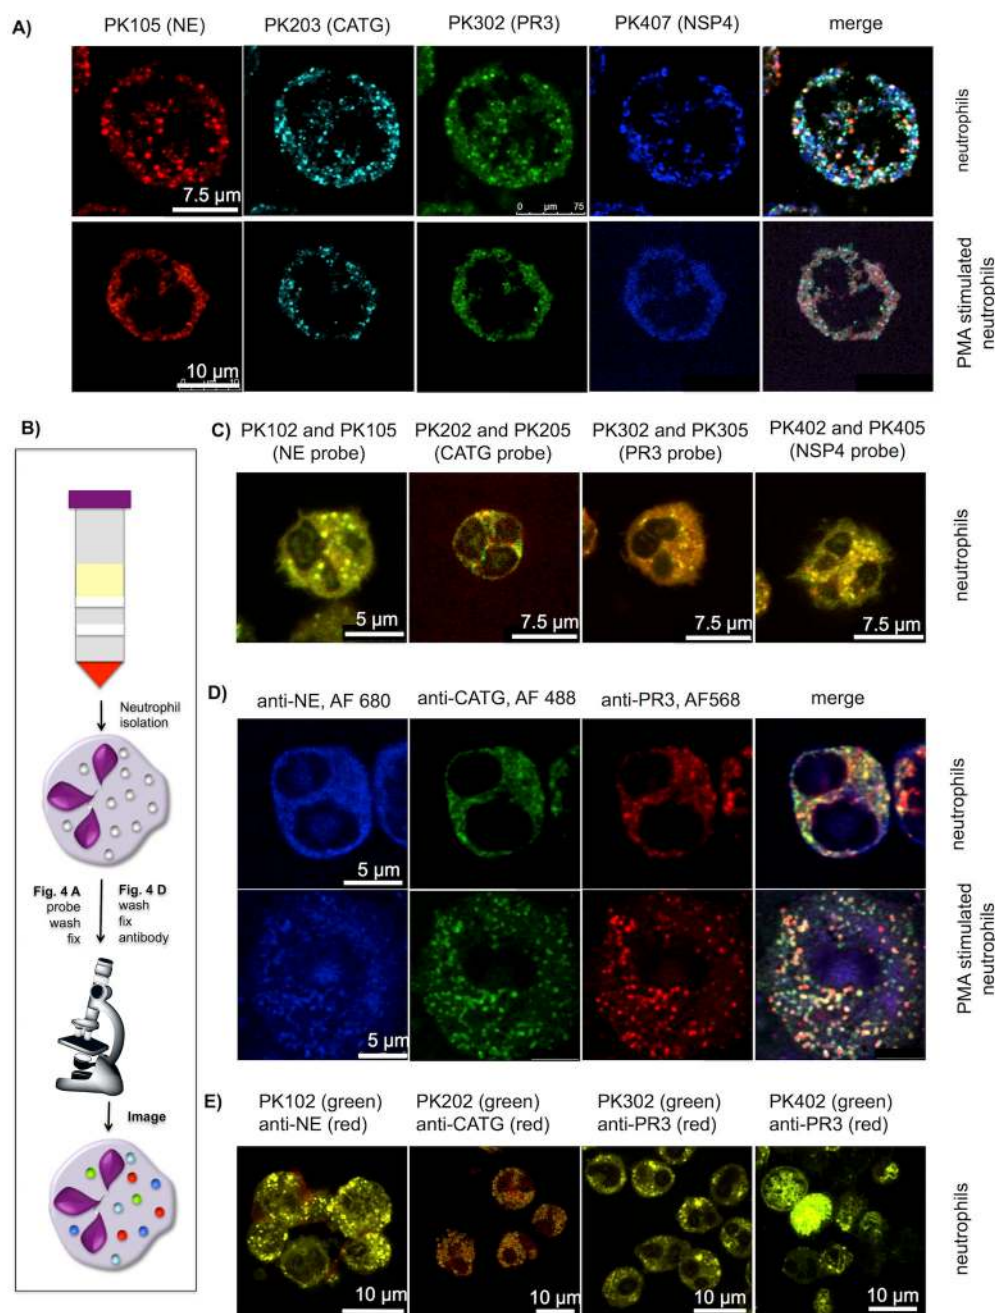 A)
PK105 (NE) PK203 (CATG) PK302 (PR3) PK407 (NSP4) merge
neutrophils
7.5 µm
0 µm 75
PMA stimulated
neutrophils
10 µm
B)
Neutrophil
isolation
Fig. 4 A
probe
wash
fix
Fig. 4 D
wash
fix
antibody
Image
C)
PK102 and PK105
(NE probe)
PK202 and PK205
(CATG probe)
PK302 and PK305
(PR3 probe)
PK402 and PK405
(NSP4 probe)
neutrophils
5 µm
7.5 µm
7.5 µm
7.5 µm
D)
anti-NE, AF 680 anti-CATG, AF 488 anti-PR3, AF568 merge
neutrophils
5 µm
PMA stimulated
neutrophils
5 µm
E)
PK102 (green)
anti-NE (red)
PK202 (green)
anti-CATG (red)
PK302 (green)
anti-PR3 (red)
PK402 (green)
anti-PR3 (red)
neutrophils
10 µm
10 µm
10 µm
10 µm